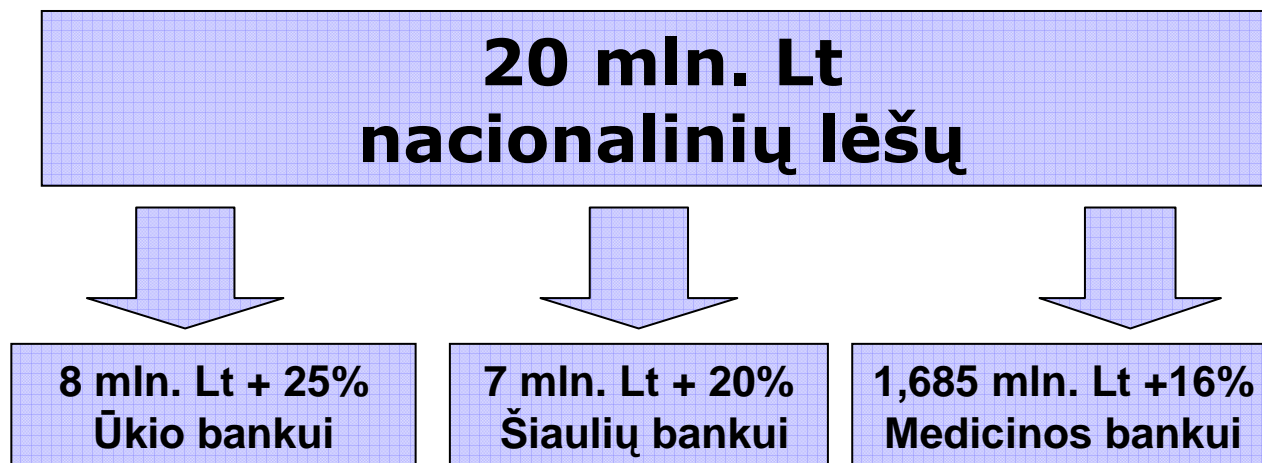 20 mln. Lt
nacionalinių lėšų
8 mln. Lt + 25%
Ūkio bankui
7 mln. Lt + 20%
Šiaulių bankui
1,685 mln. Lt +16%
Medicinos bankui